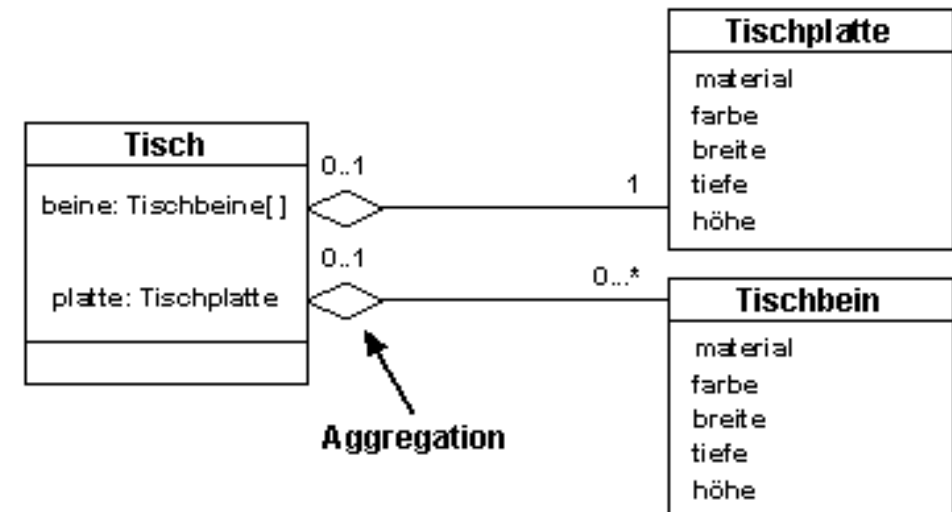 Tischplatte
material
farbe
breite
tiefe
höhe
Tisch
beine: Tischbeine[]
platte: Tischplatte
0..1
1
0..1
0...*
Tischbein
material
farbe
breite
tiefe
höhe
Aggregation